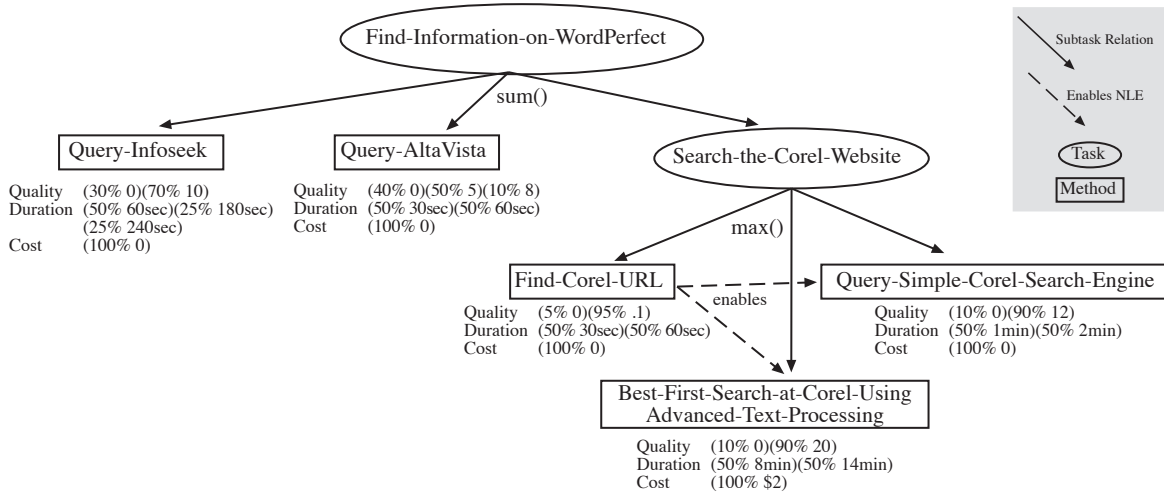 Find-Information-on-WordPerfect
sum()
Subtask Relation
Enables NLE
Task
Method
Query-Infoseek
Quality (30% 0)(70% 10)
Duration (50% 60sec)(25% 180sec)
(25% 240sec)
Cost (100% 0)
Query-AltaVista
Quality (40% 0)(50% 5)(10% 8)
Duration (50% 30sec)(50% 60sec)
Cost (100% 0)
Search-the-Corel-Website
max()
Find-Corel-URL
Quality (5% 0)(95% .1)
Duration (50% 30sec)(50% 60sec)
Cost (100% 0)
enables
Query-Simple-Corel-Search-Engine
Quality (10% 0)(90% 12)
Duration (50% 1min)(50% 2min)
Cost (100% 0)
Best-First-Search-at-Corel-Using
Advanced-Text-Processing
Quality (10% 0)(90% 20)
Duration (50% 8min)(50% 14min)
Cost (100% $2)